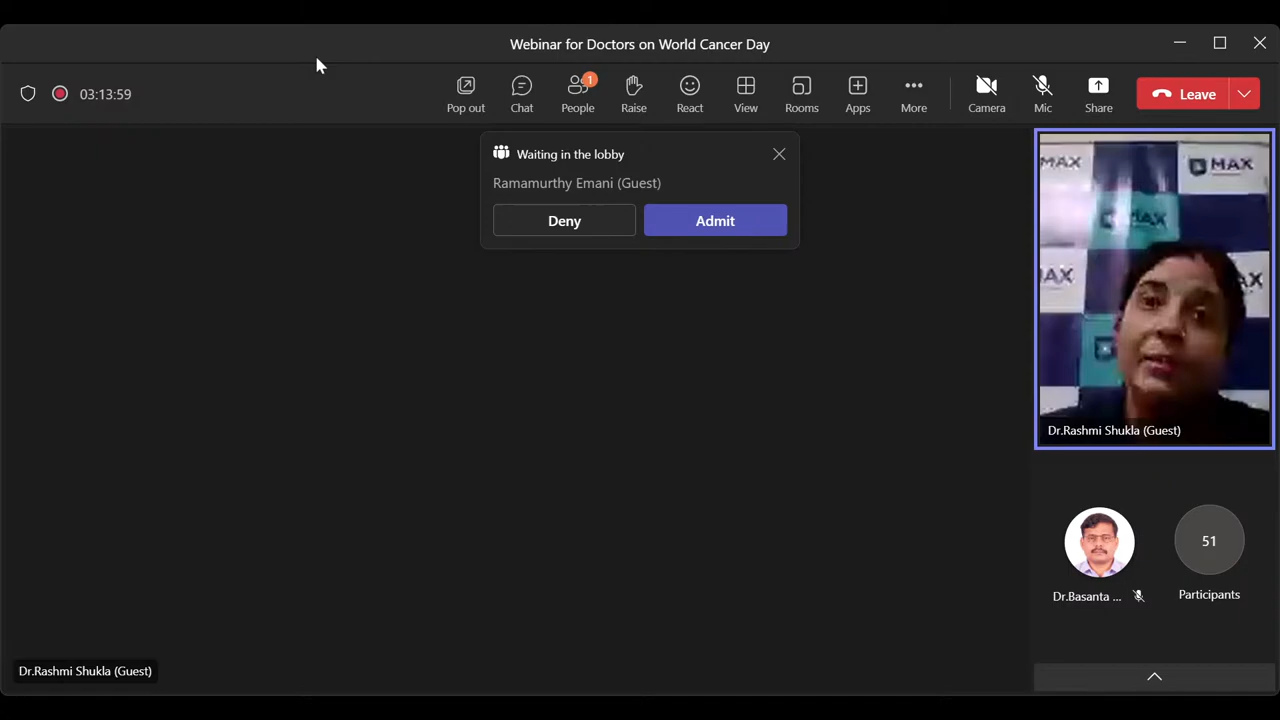 Webinar for Doctors on World Cancer Day
03:13:59
Pop out
Chat
1
People
Raise
React
View
Rooms
Apps
More
Camera
Mic
Share
Leave
Waiting in the lobby
Ramamurthy Emani (Guest)
Deny
Admit
MAX
MAX
MAX
MAX
MAX
Dr.Rashmi Shukla (Guest)
51
Dr.Basanta ...
Participants
Dr.Rashmi Shukla (Guest)